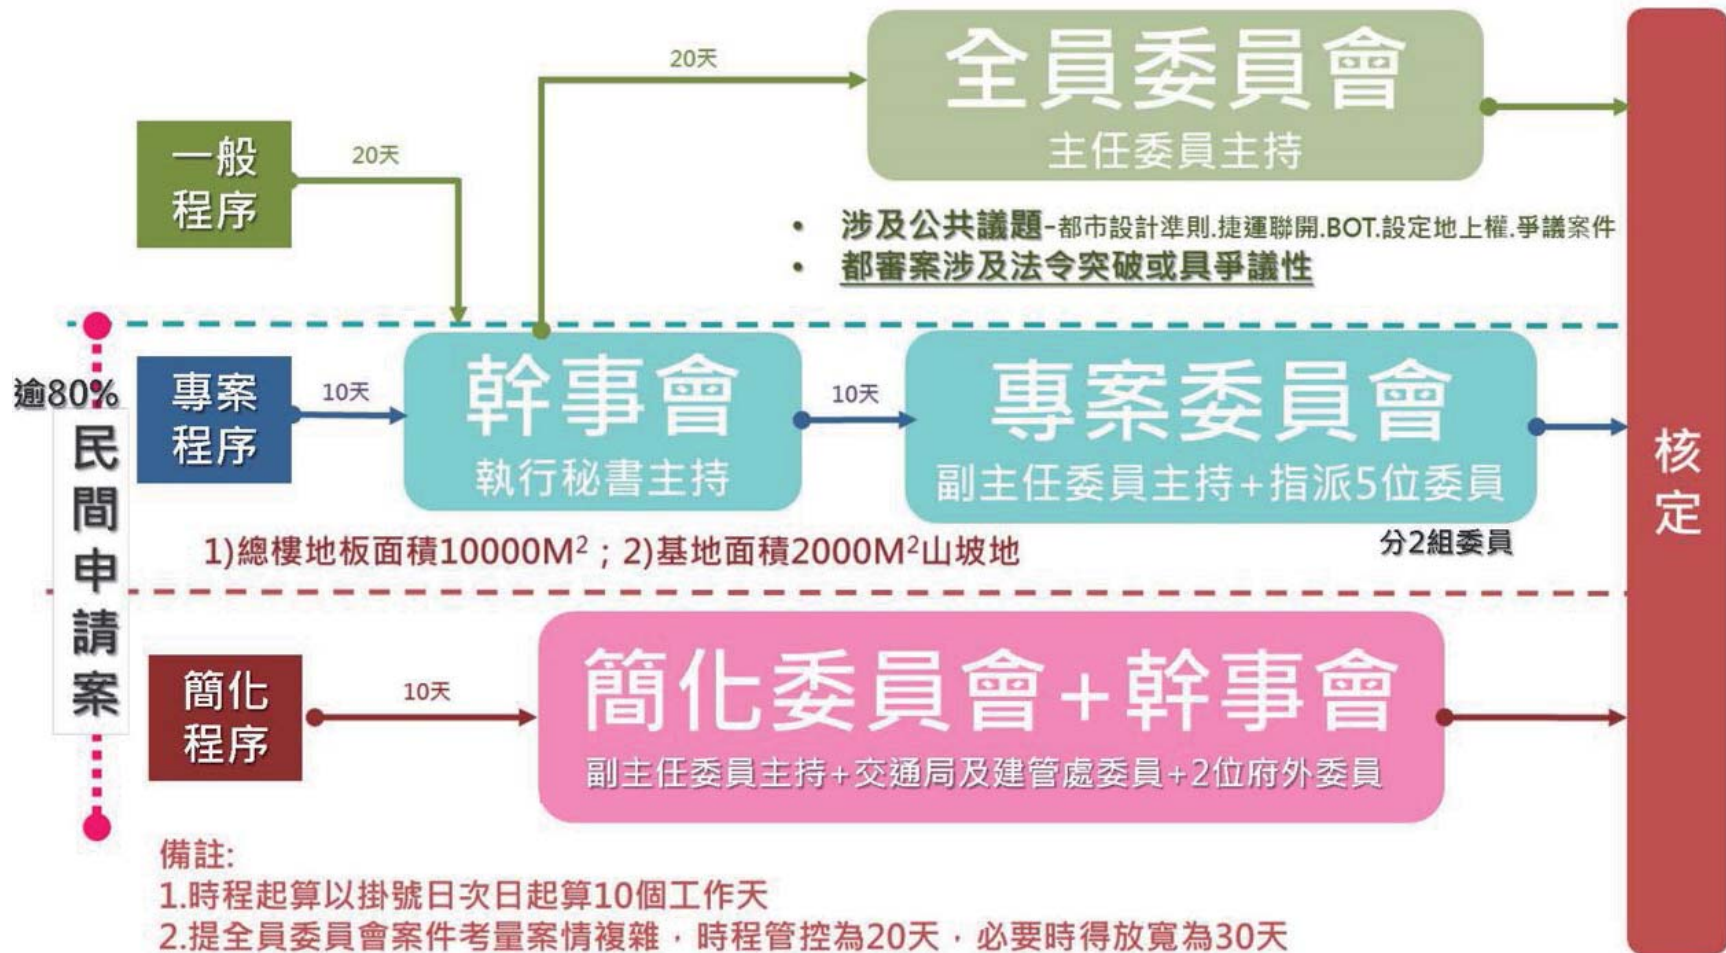 全員委員會
主任委員主持
20天
一般
程序
20天
• 涉及公共議題-都市設計準則.捷運聯開.BOT.設定地上權.爭議案件
• 都審案涉及法令突破或具爭議性
逾80%
民間申請案
專案
程序
10天
幹事會
執行秘書主持
10天
專案委員會
副主任委員主持+指派5位委員
分2組委員
1)總樓地板面積10000M²；2)基地面積2000M²山坡地
核定
簡化
程序
10天
簡化委員會+幹事會
副主任委員主持+交通局及建管處委員+2位府外委員
備註:
1.時程起算以掛號日次日起算10個工作天
2.提全員委員會案件考量案情複雜，時程管控為20天，必要時得放寬為30天